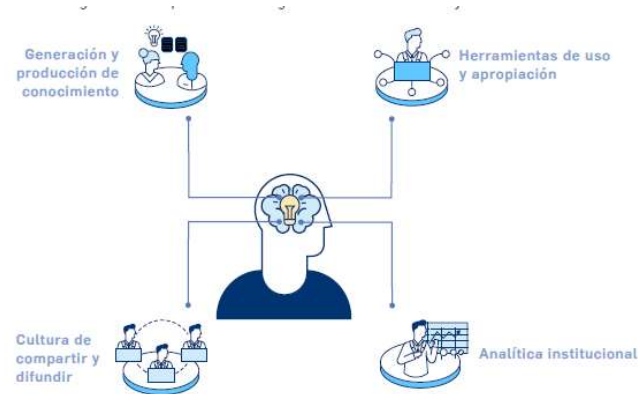 Generación y
producción de
conocimiento
Herramientas de uso
y apropiación
Cultura de
compartir y
difundir
Analítica institucional